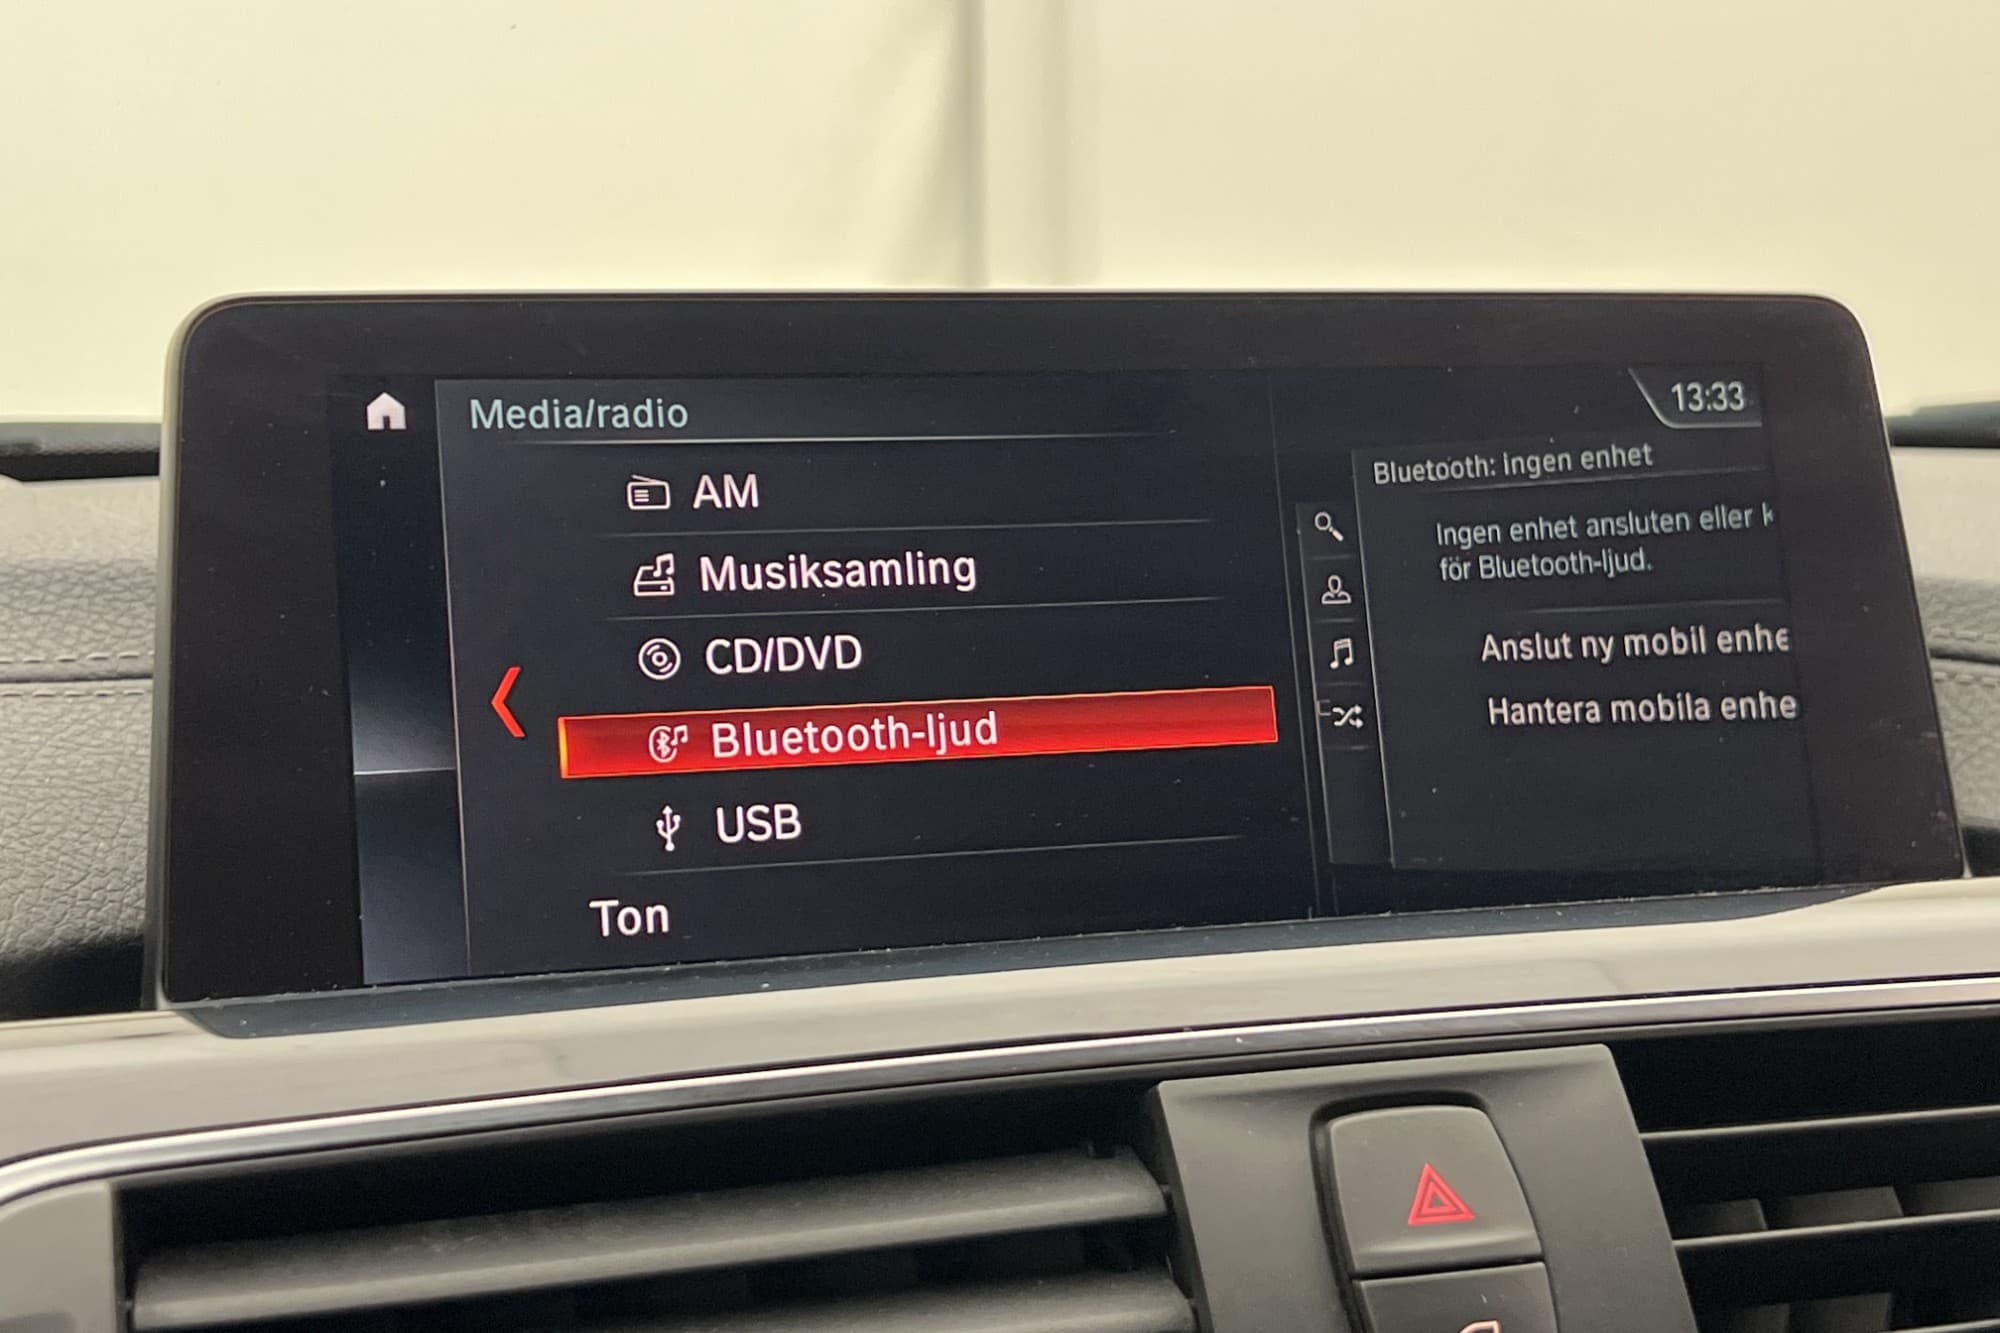 Media/radio
13:33
AM
Musiksamling
CD/DVD
Bluetooth-ljud
USB
Ton
Bluetooth: ingen enhet
Ingen enhet ansluten eller
för Bluetooth-ljud.
Anslut ny mobil enhe
Hantera mobila enhe